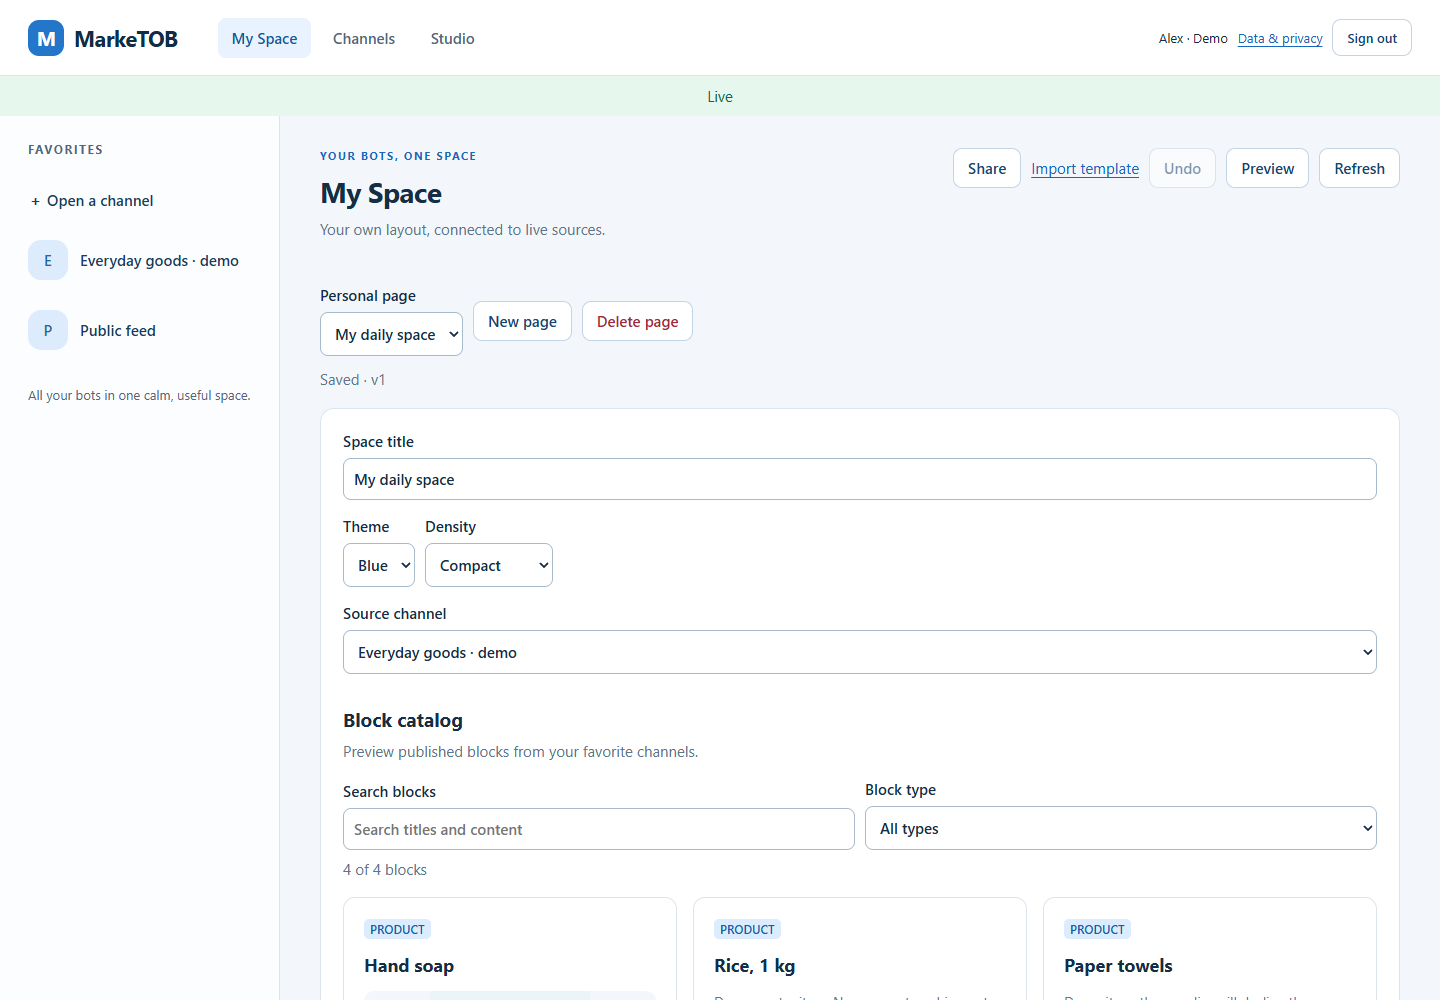 M MarkeTOB My Space Channels Studio Alex · Demo Data & privacy Sign out
Live
FAVORITES
+ Open a channel
E Everyday goods · demo
P Public feed
All your bots in one calm, useful space.
YOUR BOTS, ONE SPACE
My Space
Your own layout, connected to live sources.
Share Import template Undo Preview Refresh
Personal page
My daily space New page Delete page
Saved · v1
Space title
My daily space
Theme Density
Blue Compact
Source channel
Everyday goods · demo
Block catalog
Preview published blocks from your favorite channels.
Search blocks Block type
Search titles and content All types
4 of 4 blocks
PRODUCT PRODUCT PRODUCT
Hand soap Rice, 1 kg Paper towels